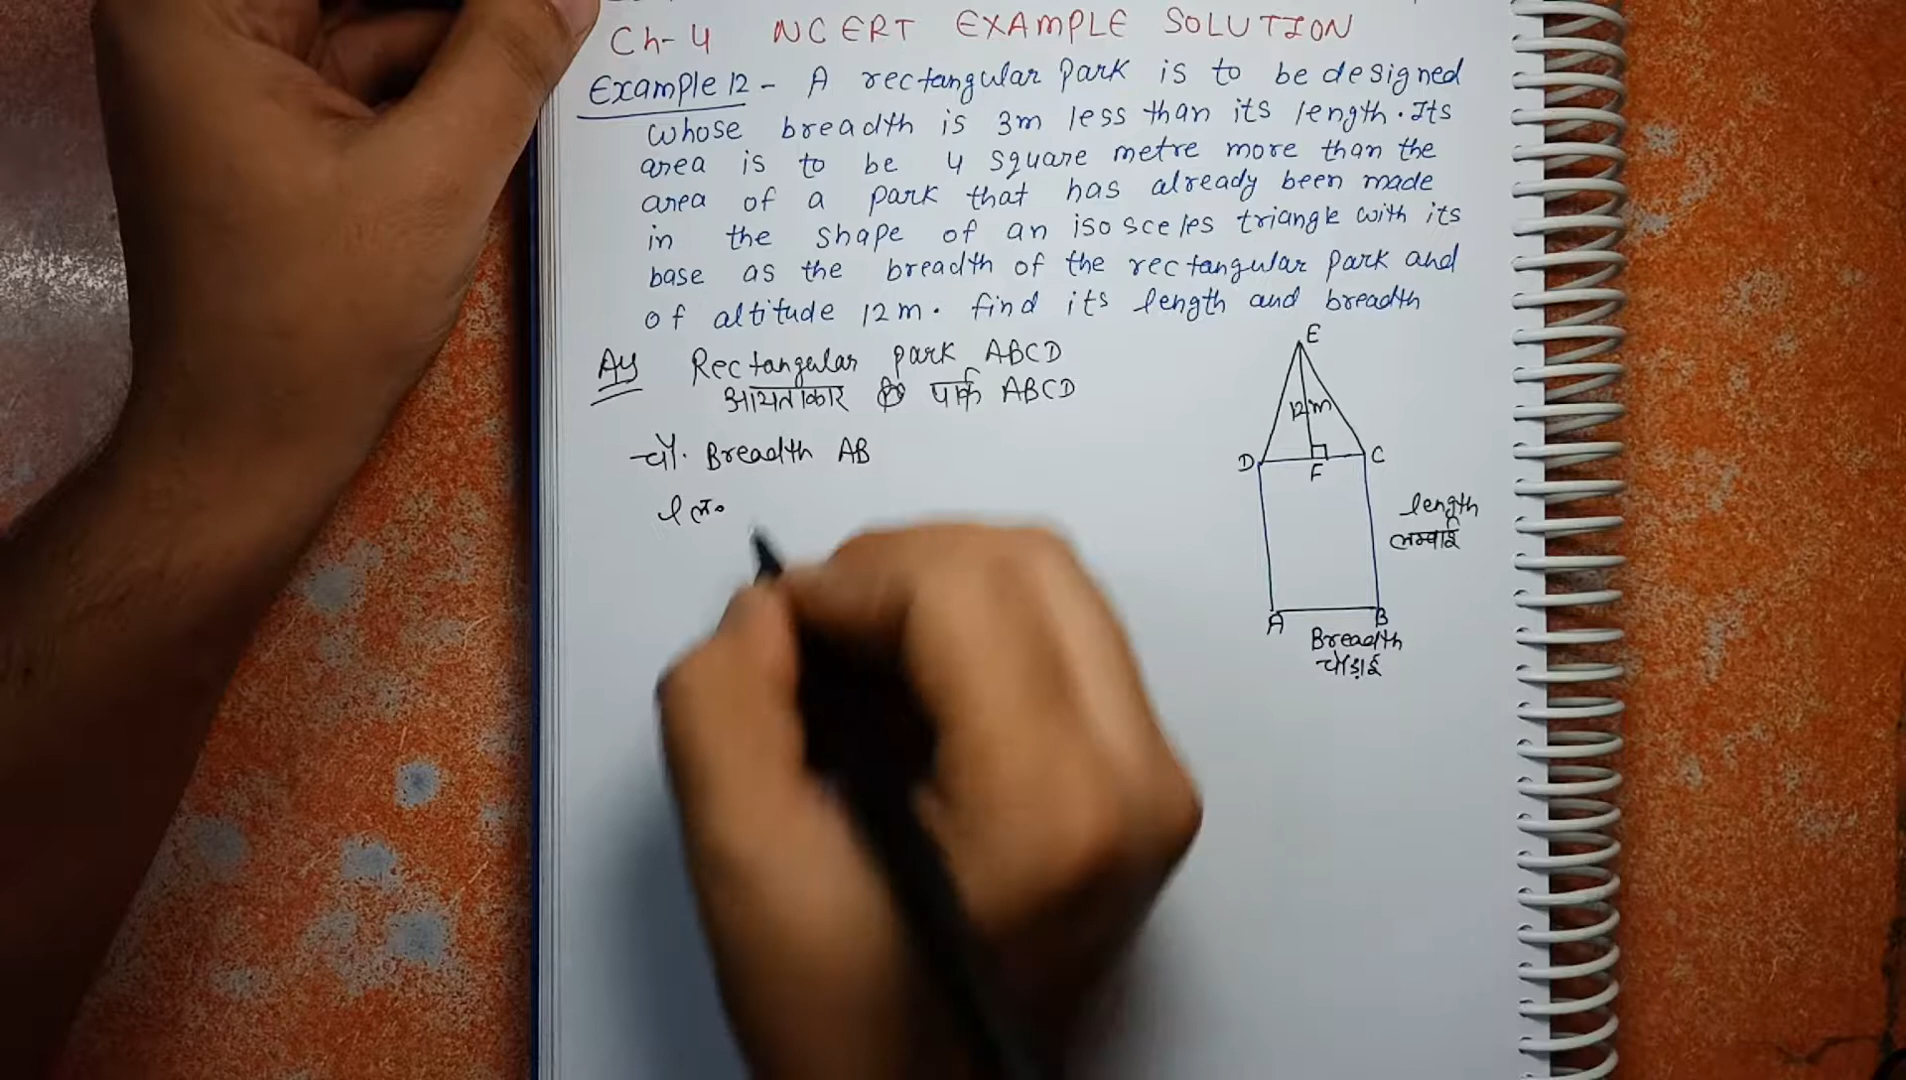 Ch-4 NCERT EXAMPLE SOLUTION
Example 12 - A rectangular park is to be designed
whose breadth is 3m less than its length. Its
area is to be 4 square metre more than the
area of a park that has already been made
in the shape of an isosceles triangle with its
base as the breadth of the rectangular park and
of altitude 12m. find its length and breadth
Rectangular park ABCD
आयताकार पार्क ABCD
चौ. Breadth AB
ल०
E
12m
D
F
C
length
लम्बाई
A
B
Breadth
चौड़ाई